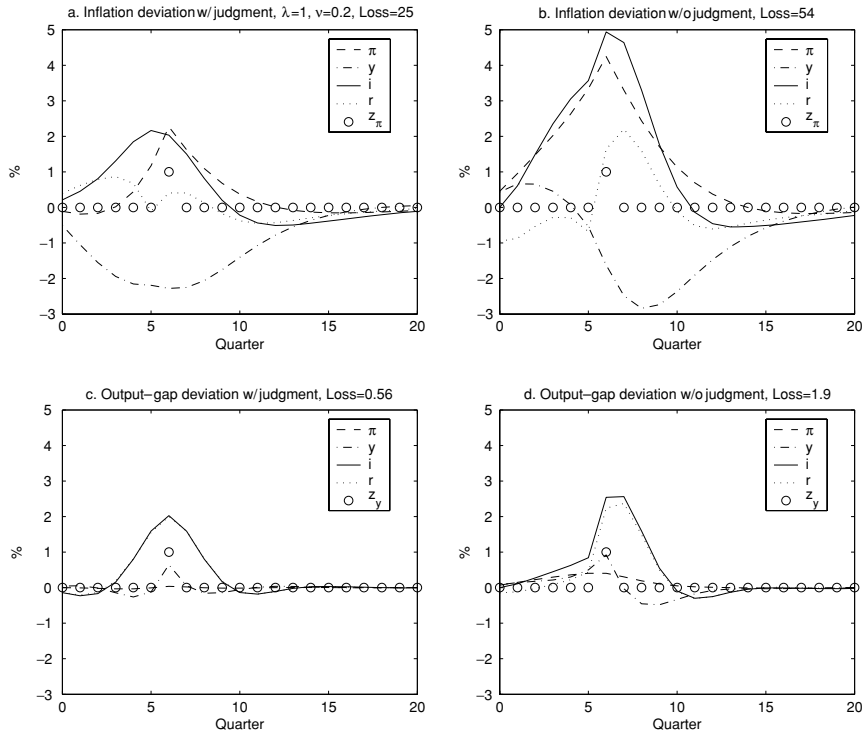 a. Inflation deviation w/ judgment, λ=1, ν=0.2, Loss=25
5
4
3
2
1
0
−1
−2
−3
%
0 5 10 15 20
Quarter
π
y
i
r
z_π
b. Inflation deviation w/o judgment, Loss=54
5
4
3
2
1
0
−1
−2
−3
%
0 5 10 15 20
Quarter
π
y
i
r
z_π
c. Output−gap deviation w/ judgment, Loss=0.56
5
4
3
2
1
0
−1
−2
−3
%
0 5 10 15 20
Quarter
π
y
i
r
z_y
d. Output−gap deviation w/o judgment, Loss=1.9
5
4
3
2
1
0
−1
−2
−3
%
0 5 10 15 20
Quarter
π
y
i
r
z_y